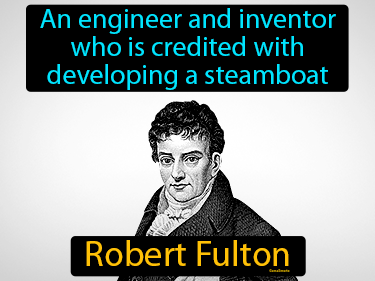 An engineer and inventor
who is credited with
developing a steamboat
Robert Fulton